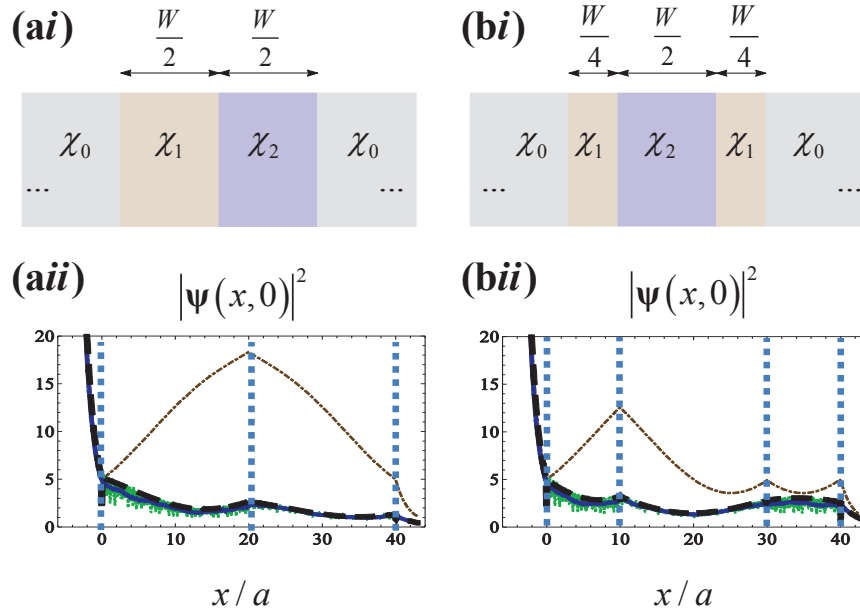 (ai)
W/2 W/2
χ₀ χ₁ χ₂ χ₀
... ...
(bi)
W/4 W/2 W/4
χ₀ χ₁ χ₂ χ₁ χ₀
... ...
(aii)
|ψ(x,0)|²
20
15
10
5
0
0 10 20 30 40
x / a
(bii)
|ψ(x,0)|²
20
15
10
5
0
0 10 20 30 40
x / a